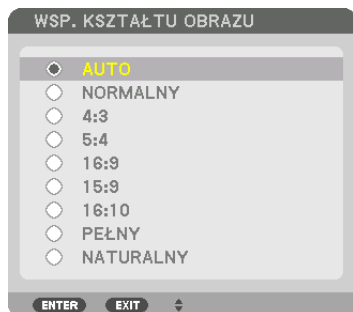 WSP. KSZTAŁTU OBRAZU
AUTO
NORMALNY
4:3
5:4
16:9
15:9
16:10
PEŁNY
NATURALNY
ENTER EXIT